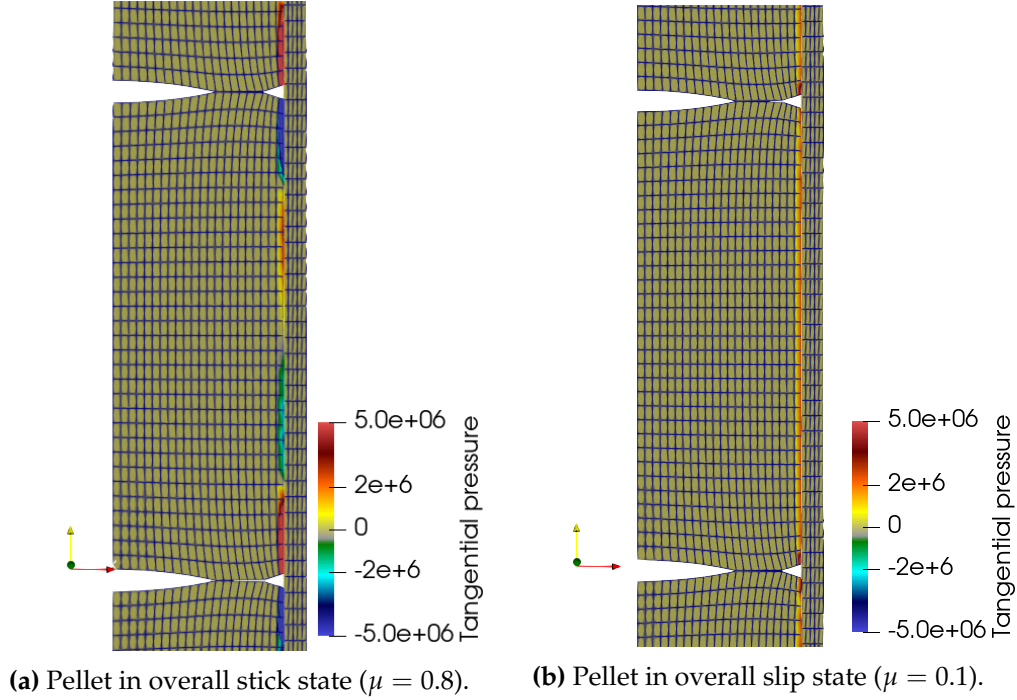 5.0e+06
2e+6
0
-2e+6
-5.0e+06
Tangential pressure
(a) Pellet in overall stick state (μ = 0.8).
5.0e+06
2e+6
0
-2e+6
-5.0e+06
Tangential pressure
(b) Pellet in overall slip state (μ = 0.1).